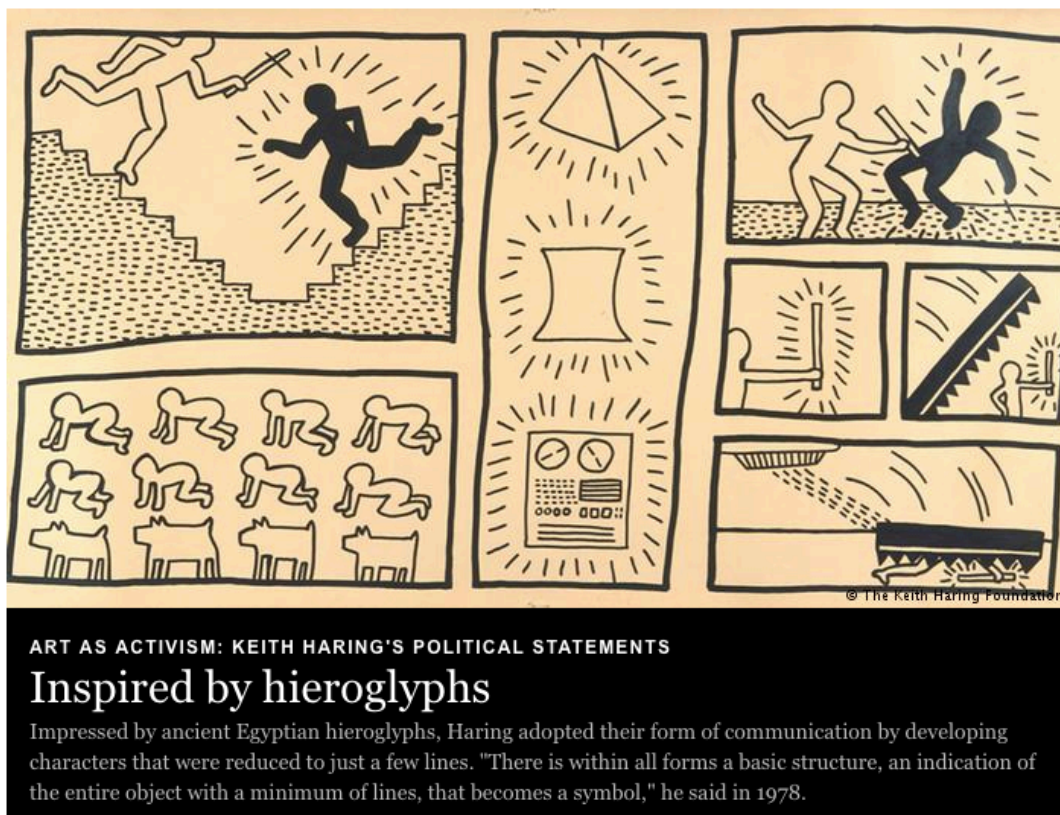 © The Keith Haring Foundation
ART AS ACTIVISM: KEITH HARING'S POLITICAL STATEMENTS
Inspired by hieroglyphs
Impressed by ancient Egyptian hieroglyphs, Haring adopted their form of communication by developing
characters that were reduced to just a few lines. "There is within all forms a basic structure, an indication of
the entire object with a minimum of lines, that becomes a symbol," he said in 1978.